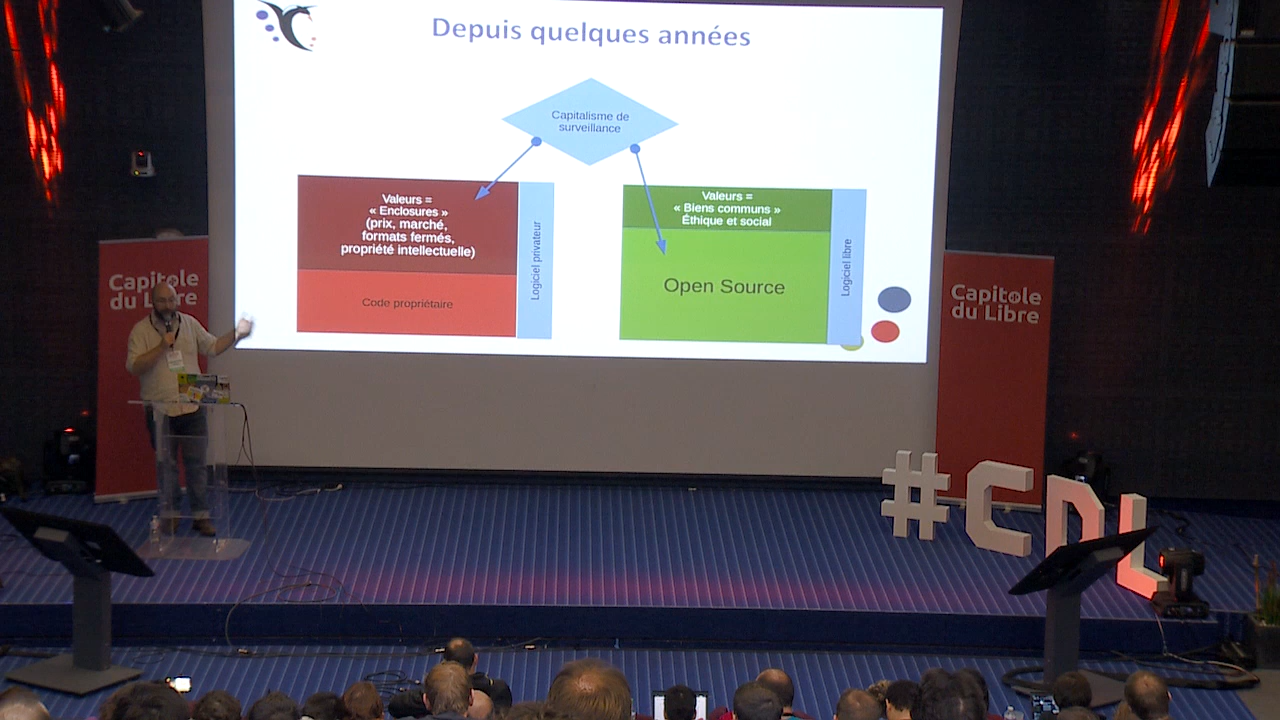 Depuis quelques années
Capitalisme de
surveillance
Valeurs =
« Enclosures »
(prix, marché,
formats fermés,
propriété intellectuelle)
Code propriétaire
Logiciel privateur
Valeurs =
« Biens communs »
Éthique et social
Open Source
Logiciel libre
Capitole
du Libre
Capitole
du Libre
#CDL